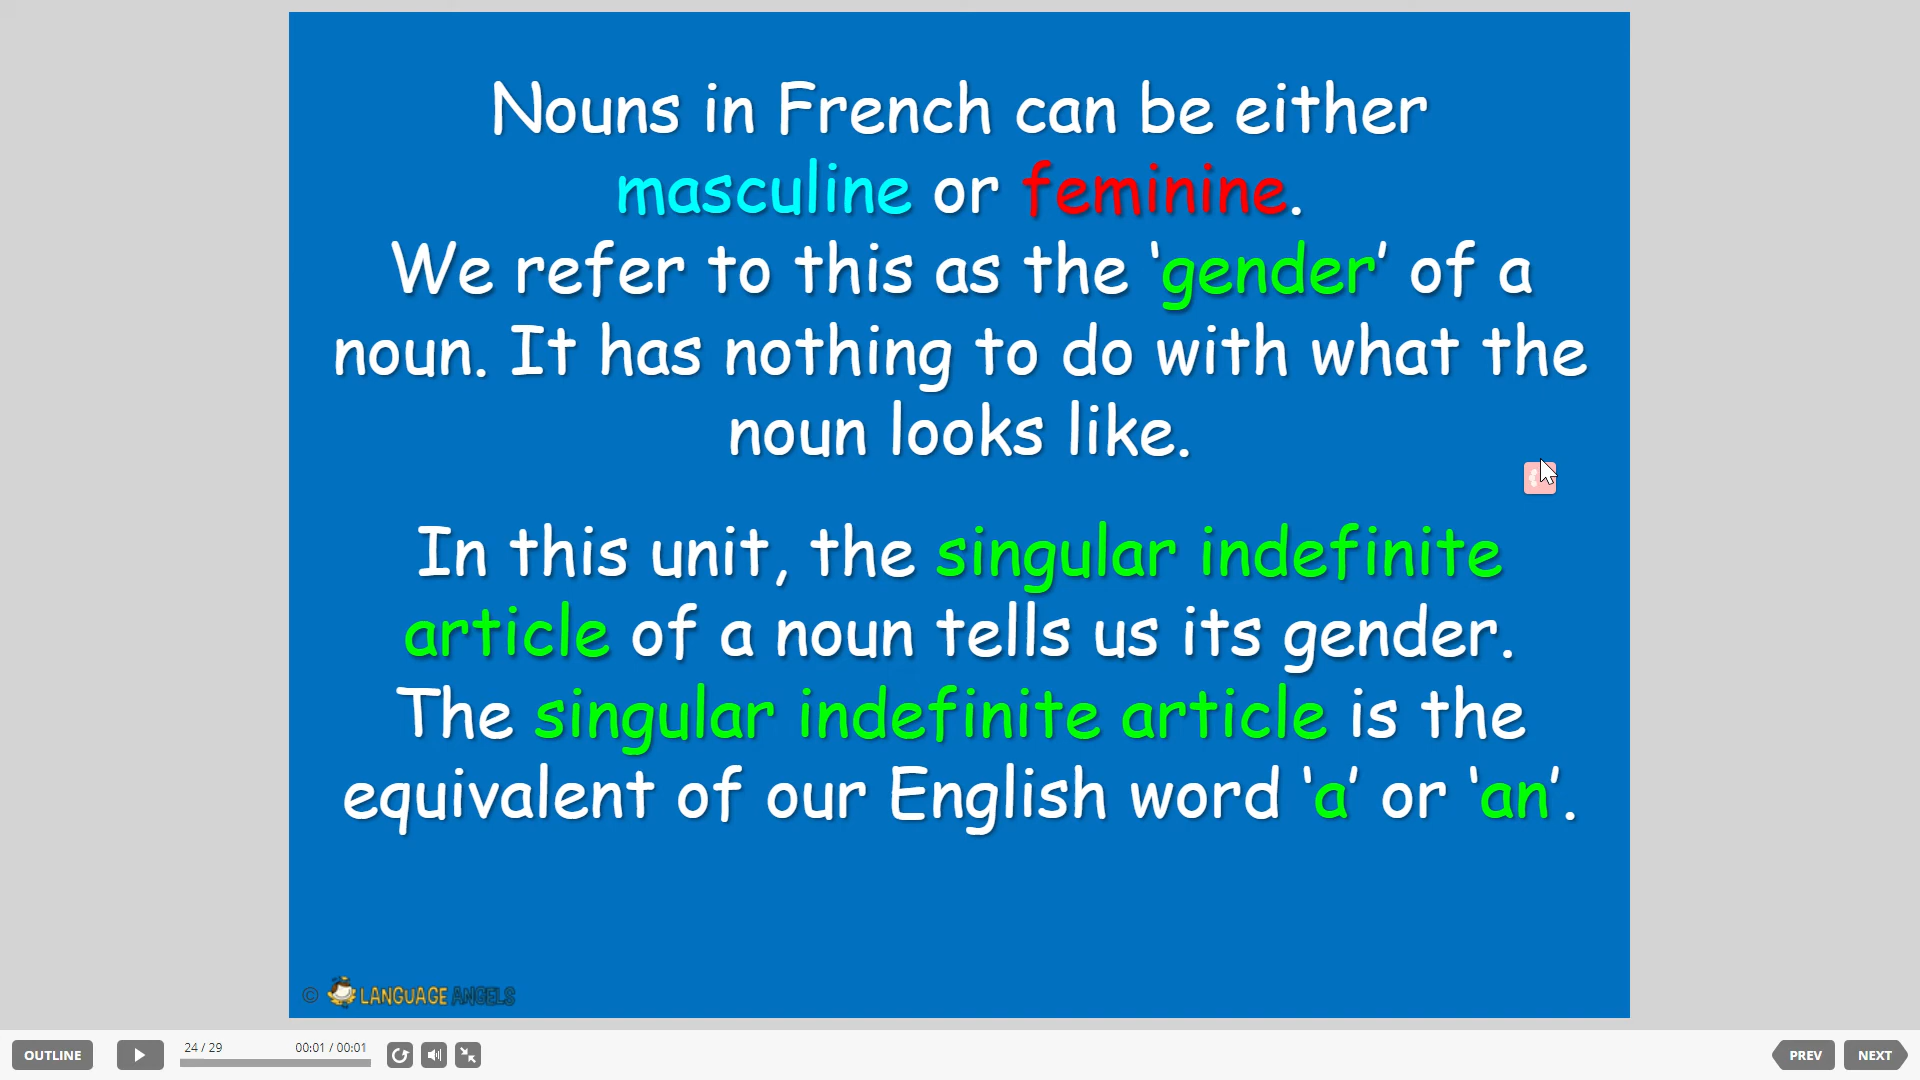 Nouns in French can be either
masculine or feminine.
We refer to this as the ‘gender’ of a
noun. It has nothing to do with what the
noun looks like.
In this unit, the singular indefinite
article of a noun tells us its gender.
The singular indefinite article is the
equivalent of our English word ‘a’ or ‘an’.
© LANGUAGE ANGELS
OUTLINE
24 / 29
00:01 / 00:01
PREV
NEXT